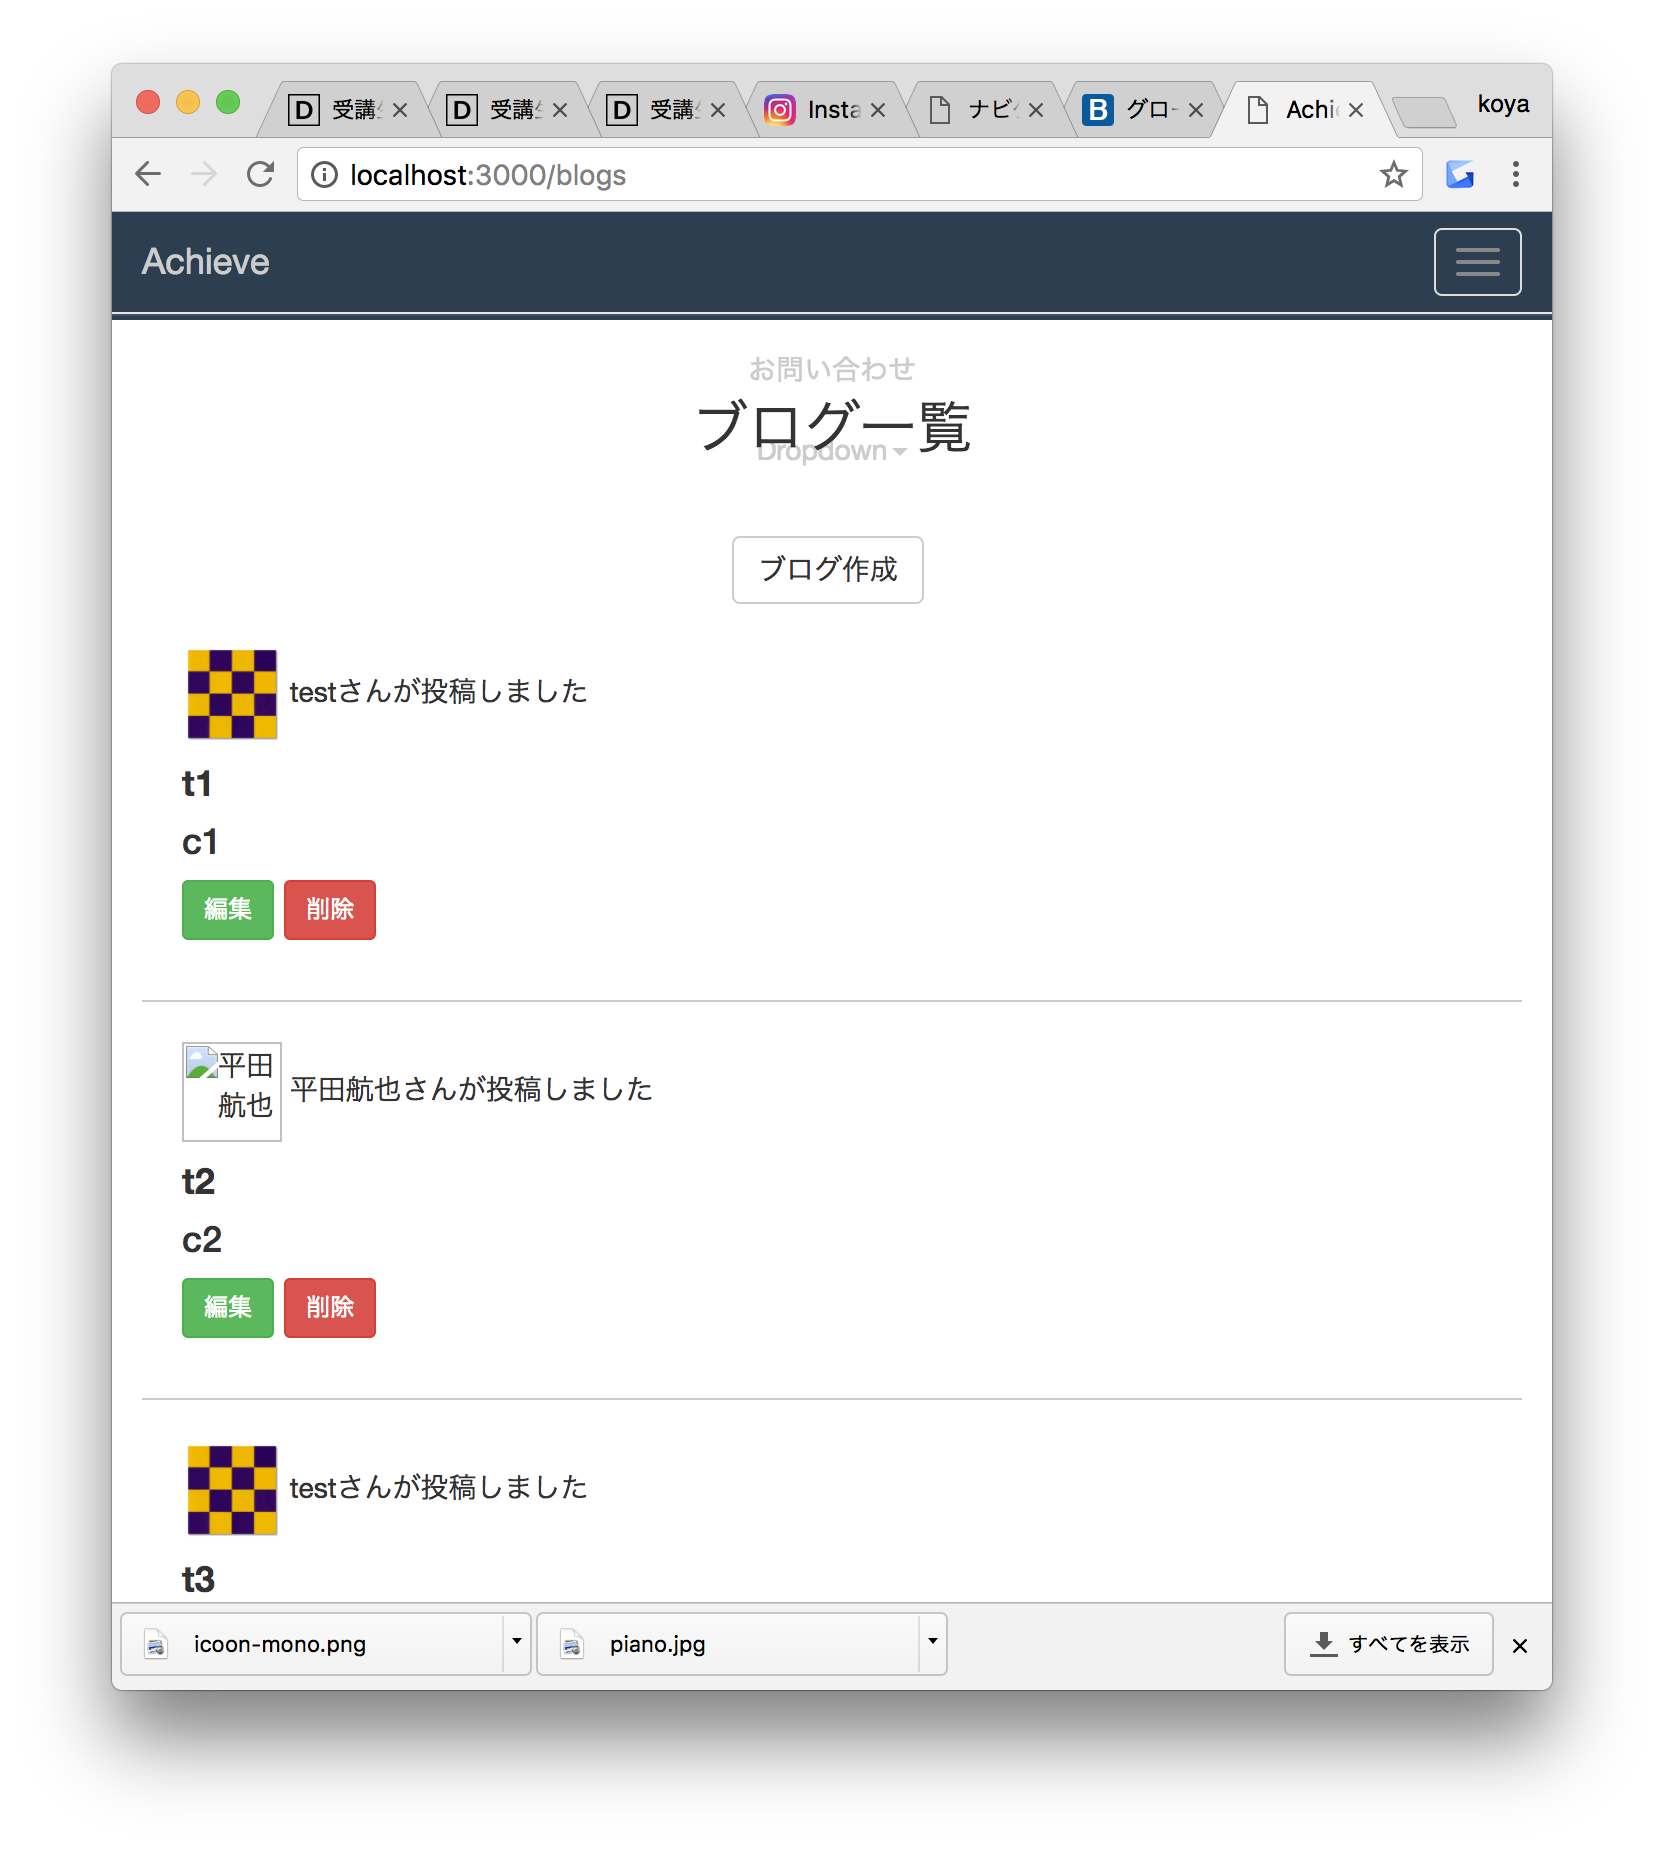 受講 受講 受講 Insta ナビ グロー Achi koya
localhost:3000/blogs
Achieve
お問い合わせ
ブログ一覧
Dropdown
ブログ作成
testさんが投稿しました
t1
c1
編集 削除
平田
航也
平田航也さんが投稿しました
t2
c2
編集 削除
testさんが投稿しました
t3
icoon-mono.png piano.jpg すべてを表示